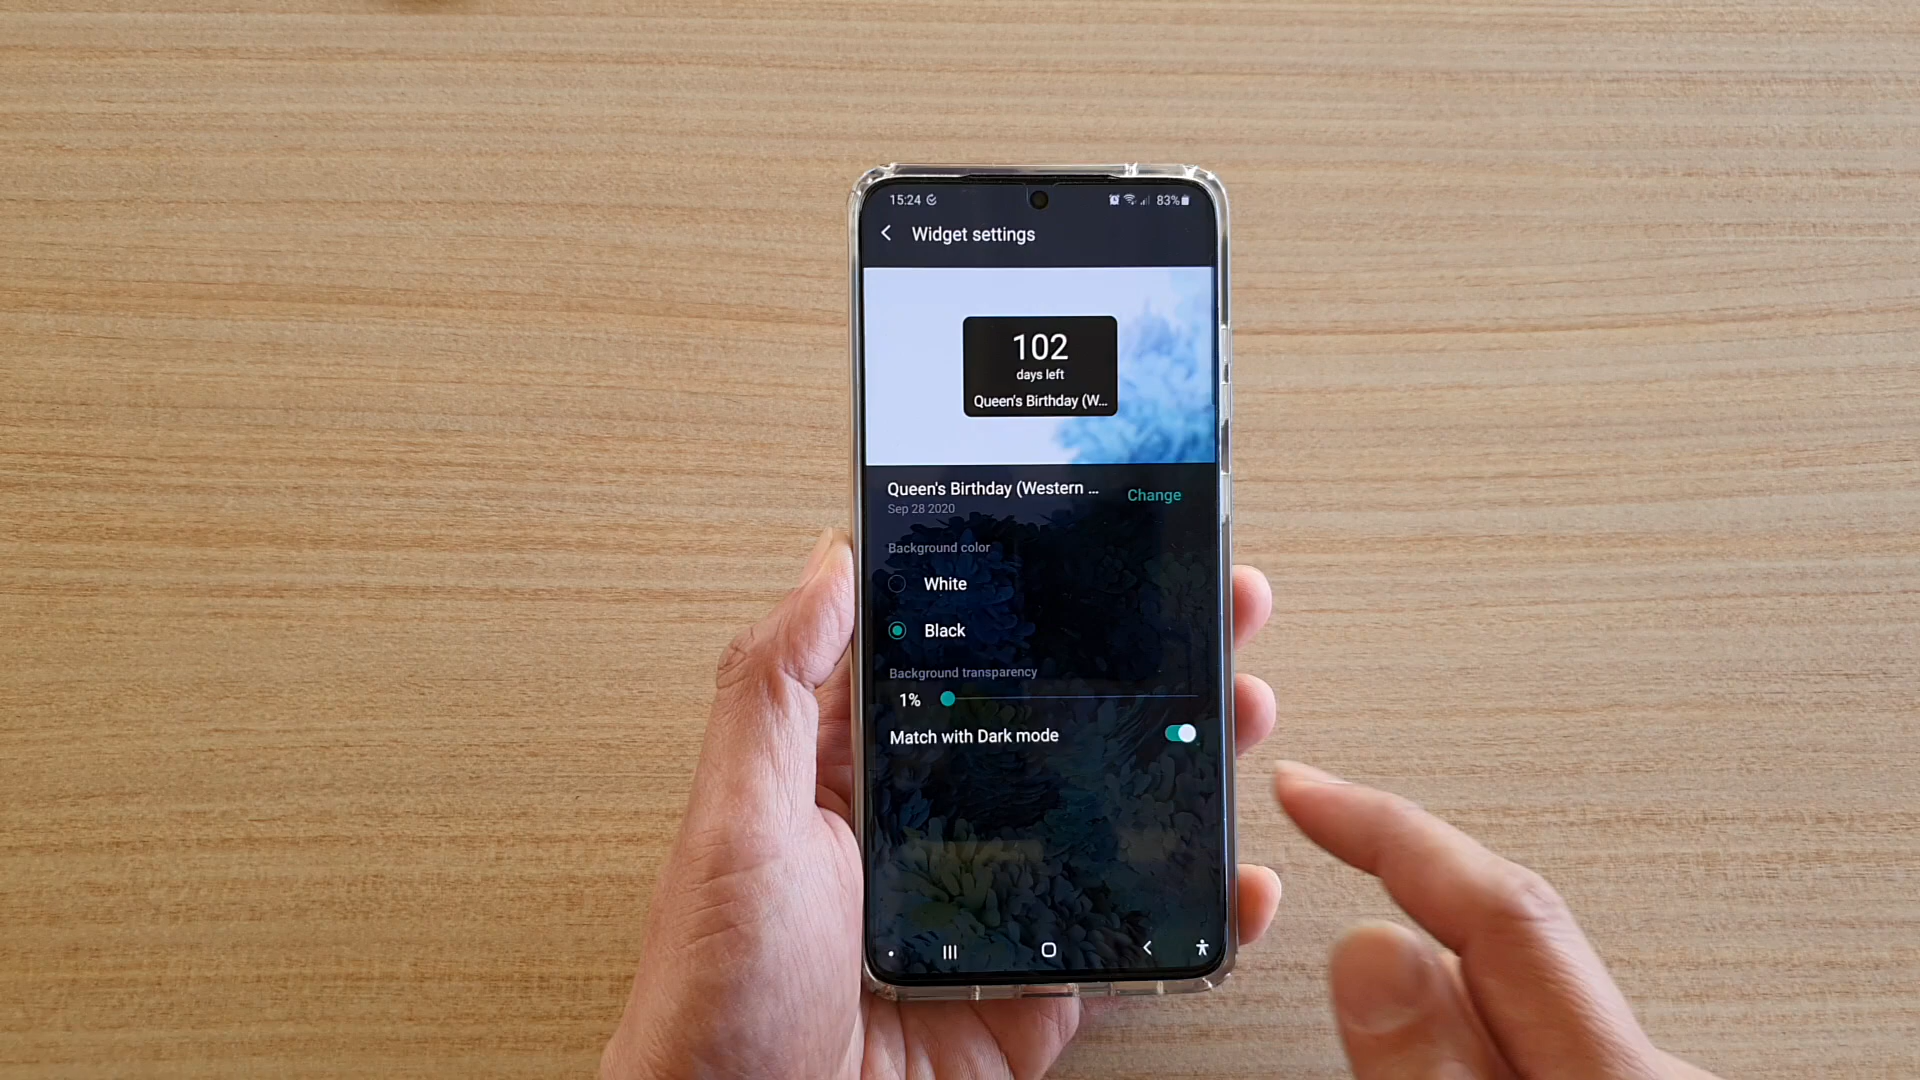 15:24
83%
Widget settings
102
days left
Queen's Birthday (W...
Queen's Birthday (Western ...
Change
Sep 28 2020
Background color
White
Black
Background transparency
1%
Match with Dark mode